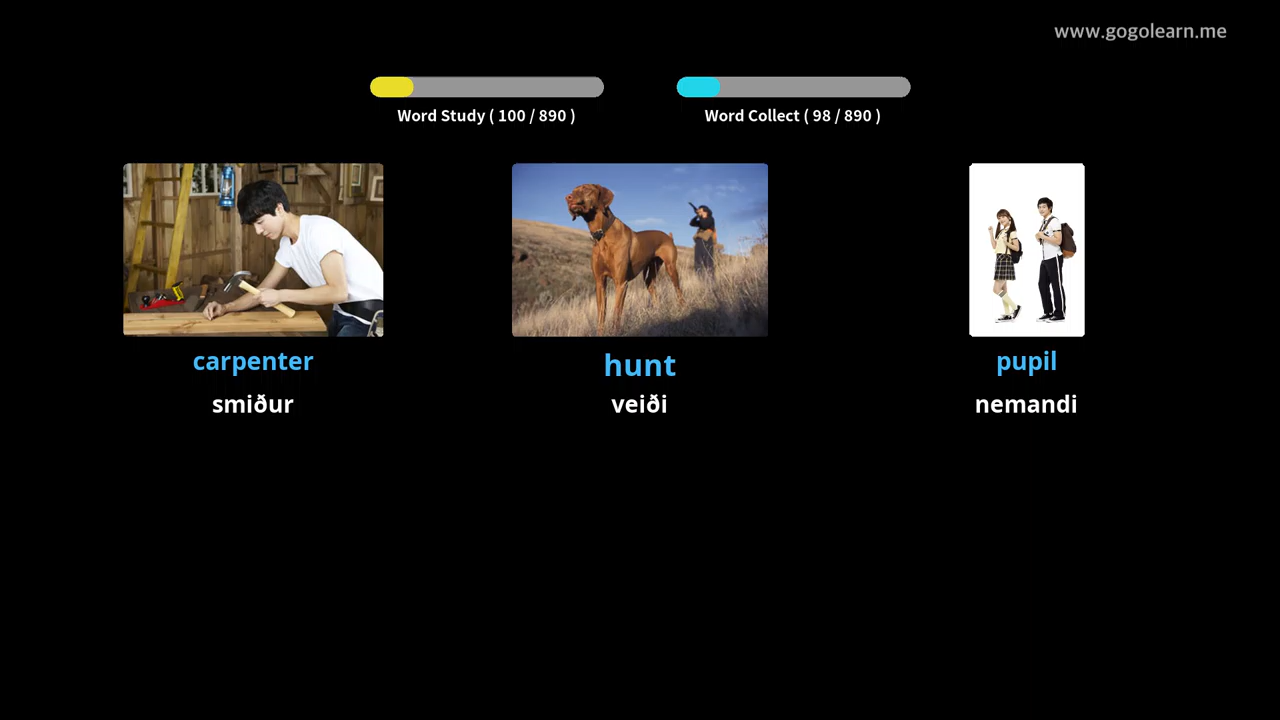 www.gogolearn.me
Word Study ( 100 / 890 )
Word Collect ( 98 / 890 )
carpenter
hunt
pupil
smiður
veiði
nemandi